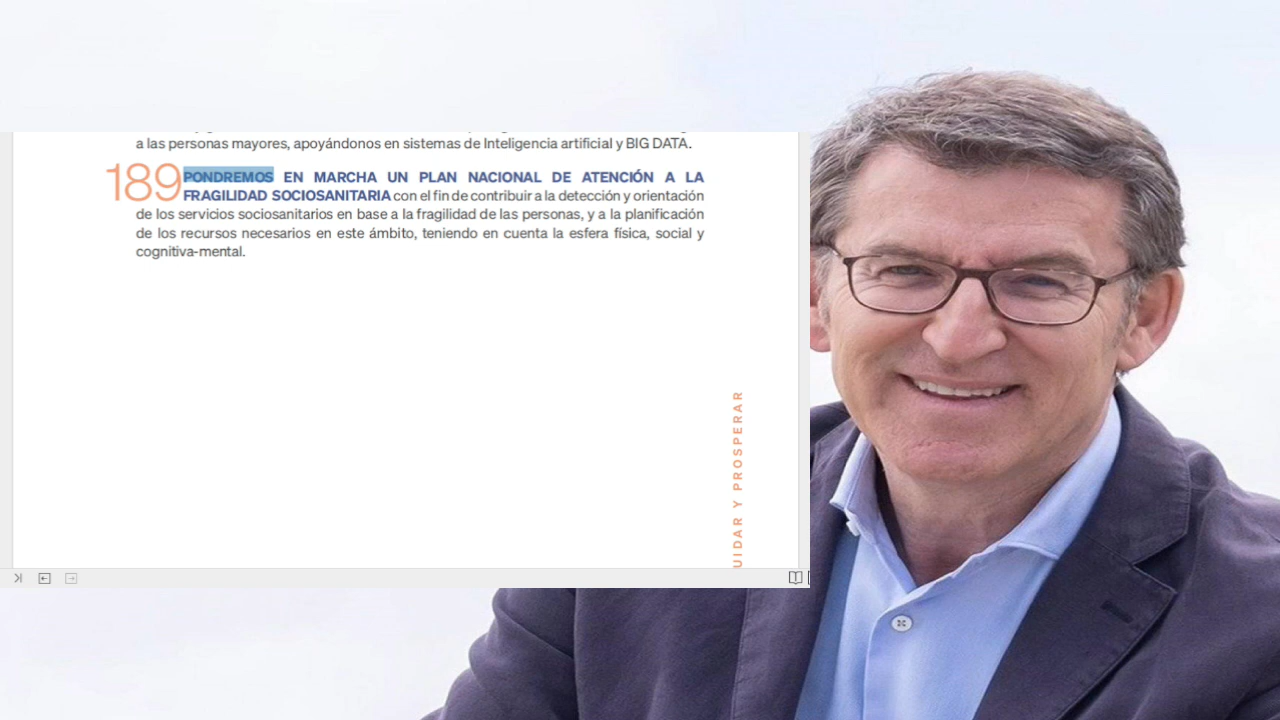 a las personas mayores, apoyándonos en sistemas de Inteligencia artificial y BIG DATA.
189 PONDREMOS EN MARCHA UN PLAN NACIONAL DE ATENCIÓN A LA
FRAGILIDAD SOCIOSANITARIA con el fin de contribuir a la detección y orientación
de los servicios sociosanitarios en base a la fragilidad de las personas, y a la planificación
de los recursos necesarios en este ámbito, teniendo en cuenta la esfera física, social y
cognitiva-mental.
UIDAR Y PROSPERAR